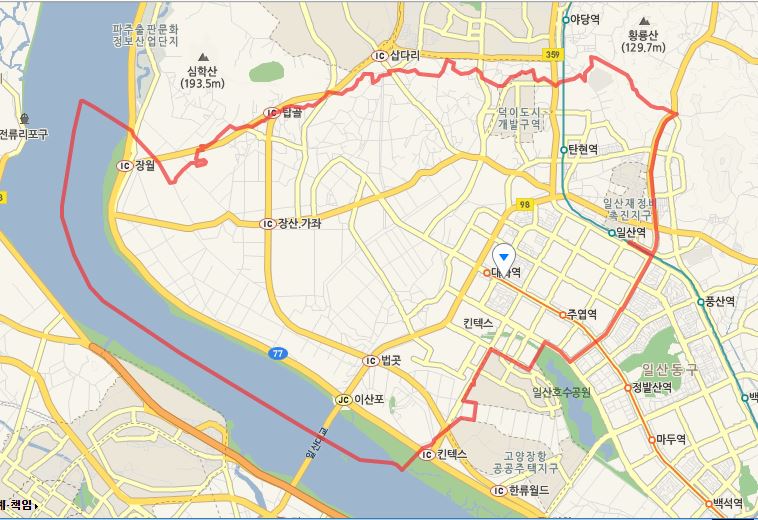 야당역
황룡산
(129.7m)
파주출판문화
정보산업단지
IC 삽다리
359
심학산
(193.5m)
IC 탑골
덕이도시
개발구역
전류리포구
탄현역
IC 장월
98
일산재정비
촉진지구
IC 장산.가좌
일산역
대화역
풍산역
주엽역
킨텍스
77
IC 법곳
일산동구
정발산역
일산호수공원
JC 이산포
백
마두역
일산대교
IC 킨텍스
고양장항
공공주택지구
IC 한류월드
백석역
책임